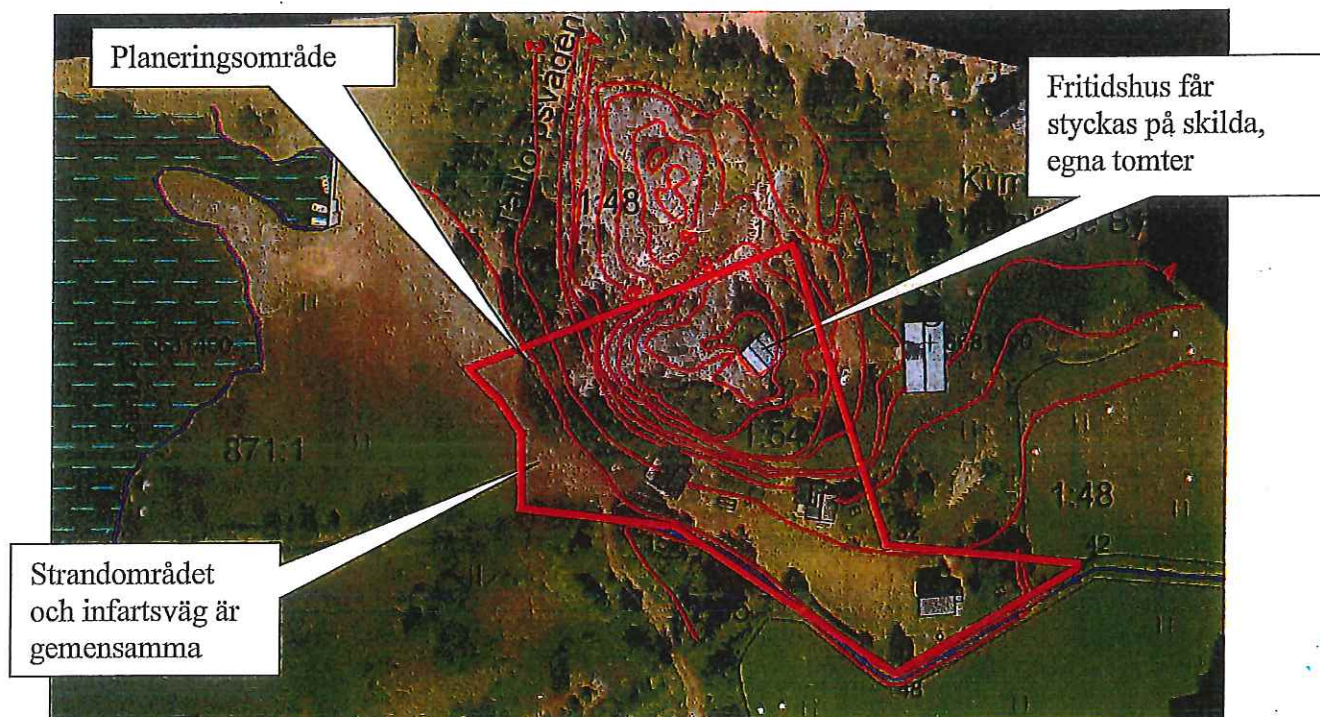 Planeringsområde
Fritidshus får
styckas på skilda,
egna tomter
1:48
1:54
871:1
1:48
42
48
Strandområdet
och infartsväg är
gemensamma